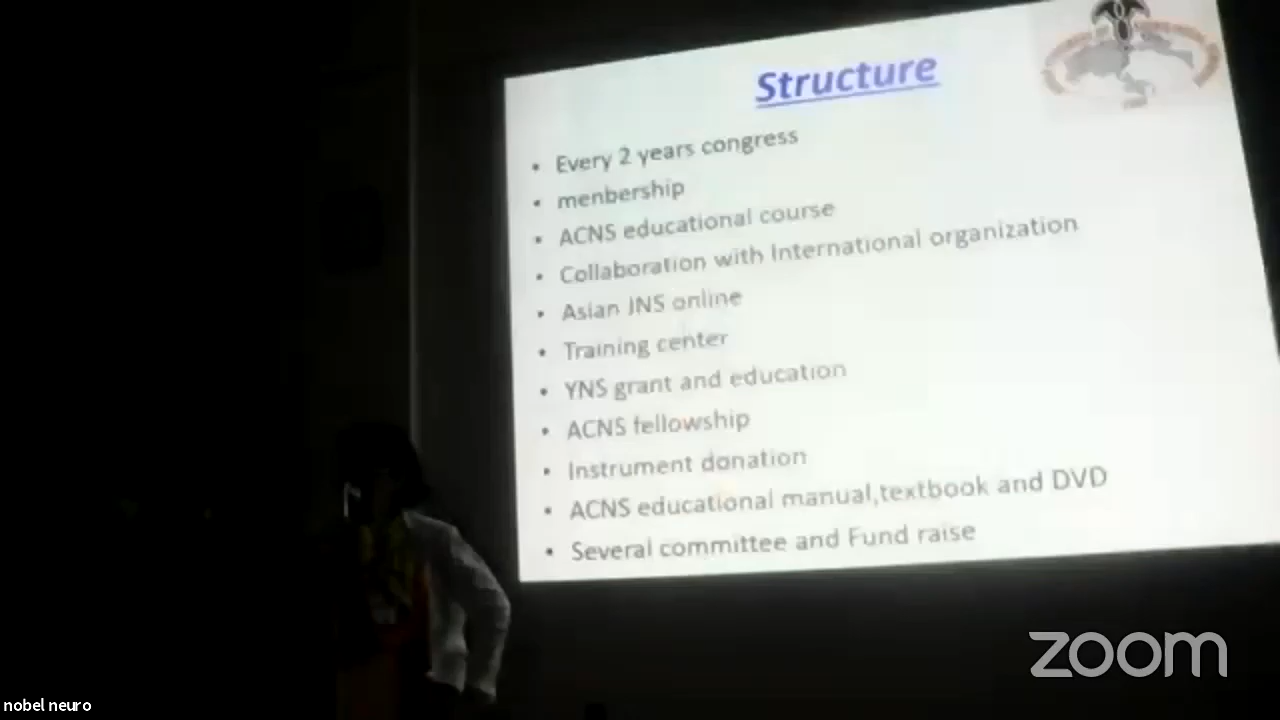 Structure
• Every 2 years congress
• menbership
• ACNS educational course
• Collaboration with International organization
• Asian JNS online
• Training center
• YNS grant and education
• ACNS fellowship
• Instrument donation
• ACNS educational manual,textbook and DVD
• Several committee and Fund raise
zoom
nobel neuro